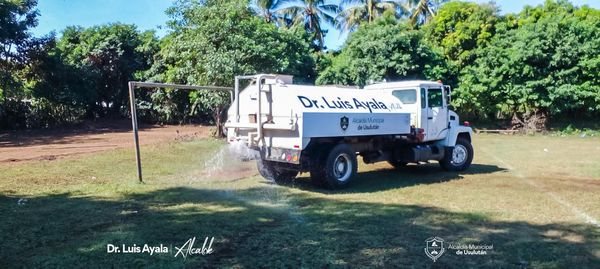 Dr. Luis Ayala
Alcaldía Municipal
de Usulután
Dr. Luis Ayala Alcalde
Alcaldía Municipal
de Usulután